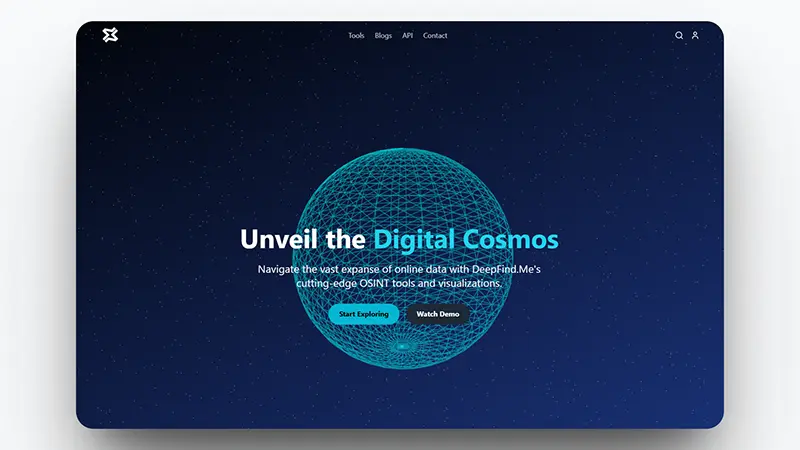 Tools Blogs API Contact
Unveil the Digital Cosmos
Navigate the vast expanse of online data with DeepFind.Me's
cutting-edge OSINT tools and visualizations.
Start Exploring Watch Demo